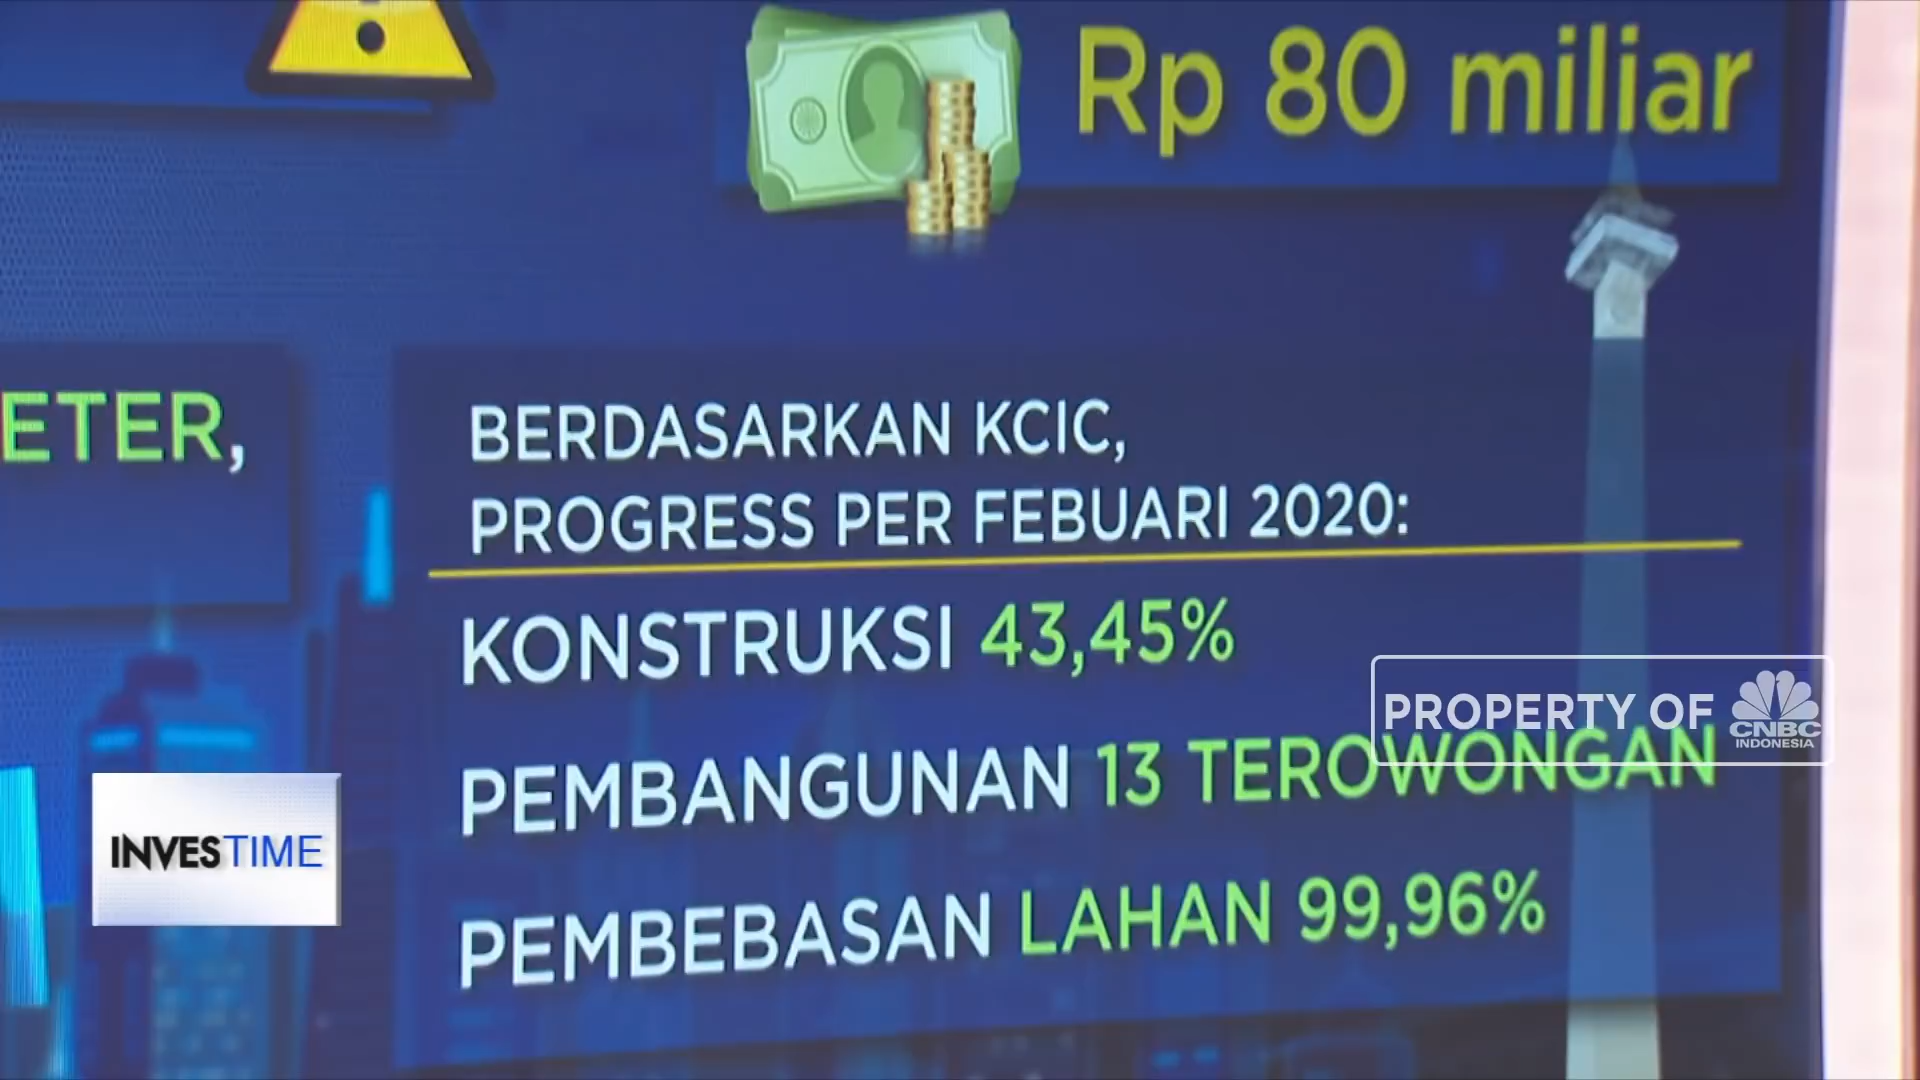 Rp 80 miliar
ETER,
BERDASARKAN KCIC,
PROGRESS PER FEBUARI 2020:
KONSTRUKSI 43,45%
PEMBANGUNAN 13 TEROWONGAN
PEMBEBASAN LAHAN 99,96%
PROPERTY OF CNBC INDONESIA
INVESTIME